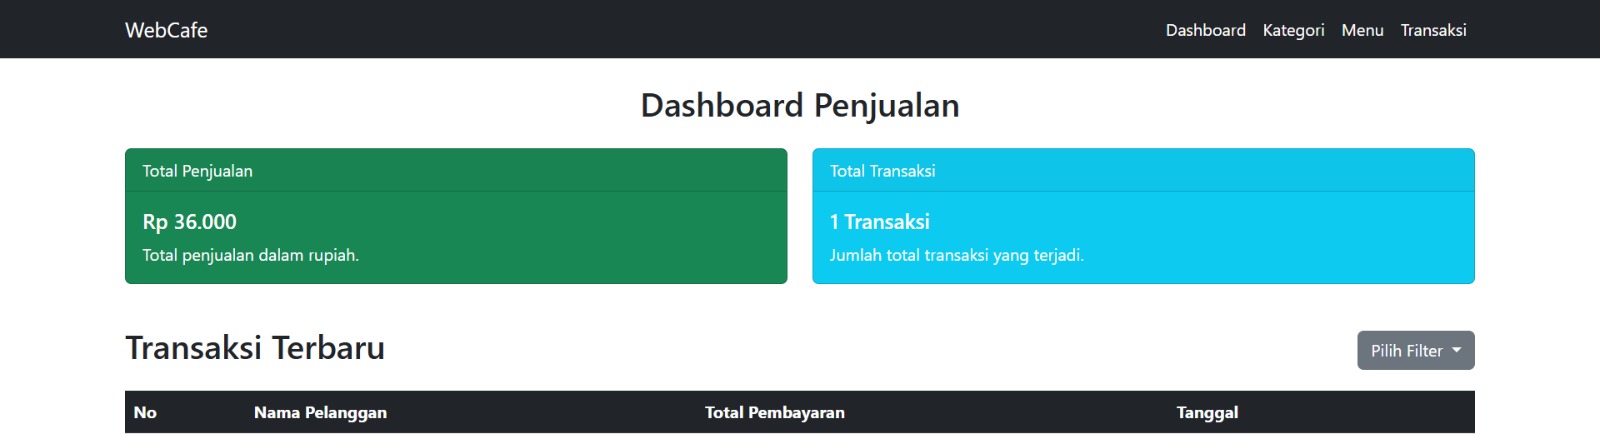 WebCafe Dashboard Kategori Menu Transaksi
Dashboard Penjualan
Total Penjualan
Rp 36.000
Total penjualan dalam rupiah.
Total Transaksi
1 Transaksi
Jumlah total transaksi yang terjadi.
Transaksi Terbaru
Pilih Filter
No Nama Pelanggan Total Pembayaran Tanggal